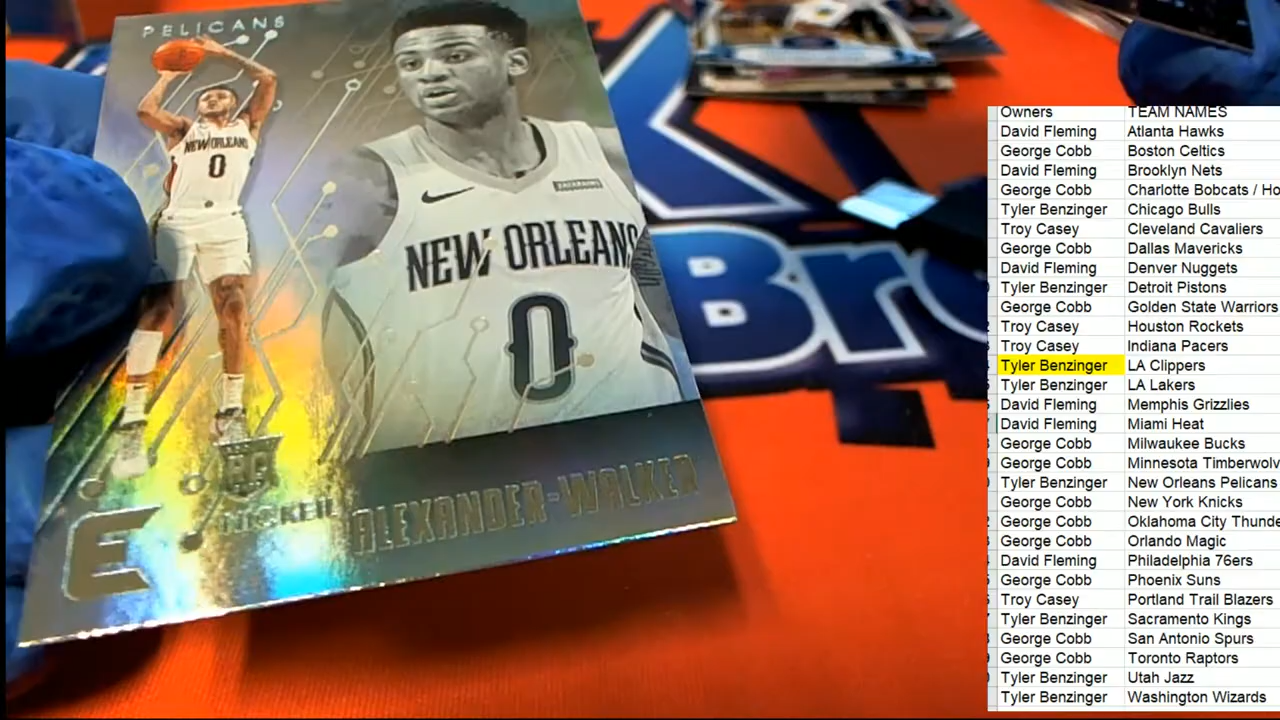 PELICANS
NEW ORLEANS
0
ZATARAIN'S
NEW ORLEANS
0
RC
NICKEIL ALEXANDER-WALKER
E
K
Bro
Owners TEAM NAMES
David Fleming Atlanta Hawks
George Cobb Boston Celtics
David Fleming Brooklyn Nets
George Cobb Charlotte Bobcats / Ho
Tyler Benzinger Chicago Bulls
Troy Casey Cleveland Cavaliers
George Cobb Dallas Mavericks
David Fleming Denver Nuggets
Tyler Benzinger Detroit Pistons
George Cobb Golden State Warriors
Troy Casey Houston Rockets
Troy Casey Indiana Pacers
Tyler Benzinger LA Clippers
Tyler Benzinger LA Lakers
David Fleming Memphis Grizzlies
David Fleming Miami Heat
George Cobb Milwaukee Bucks
George Cobb Minnesota Timberwolv
Tyler Benzinger New Orleans Pelicans
George Cobb New York Knicks
George Cobb Oklahoma City Thunde
George Cobb Orlando Magic
David Fleming Philadelphia 76ers
George Cobb Phoenix Suns
Troy Casey Portland Trail Blazers
Tyler Benzinger Sacramento Kings
George Cobb San Antonio Spurs
George Cobb Toronto Raptors
Tyler Benzinger Utah Jazz
Tyler Benzinger Washington Wizards